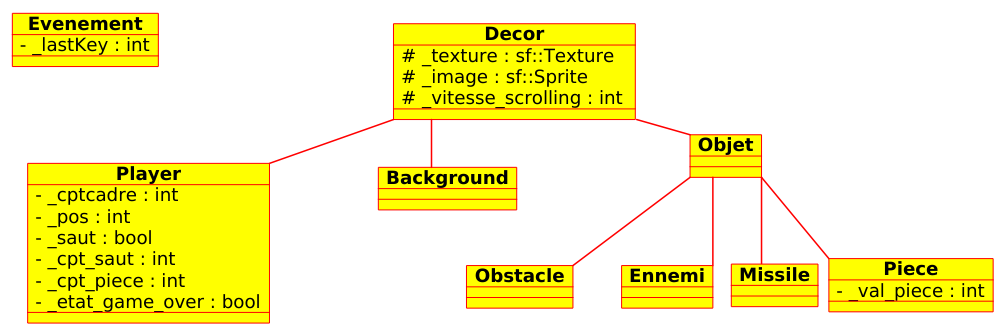 Evenement
- _lastKey : int
Decor
# _texture : sf::Texture
# _image : sf::Sprite
# _vitesse_scrolling : int
Objet
Player
- _cptcadre : int
- _pos : int
- _saut : bool
- _cpt_saut : int
- _cpt_piece : int
- _etat_game_over : bool
Background
Obstacle
Ennemi
Missile
Piece
- _val_piece : int